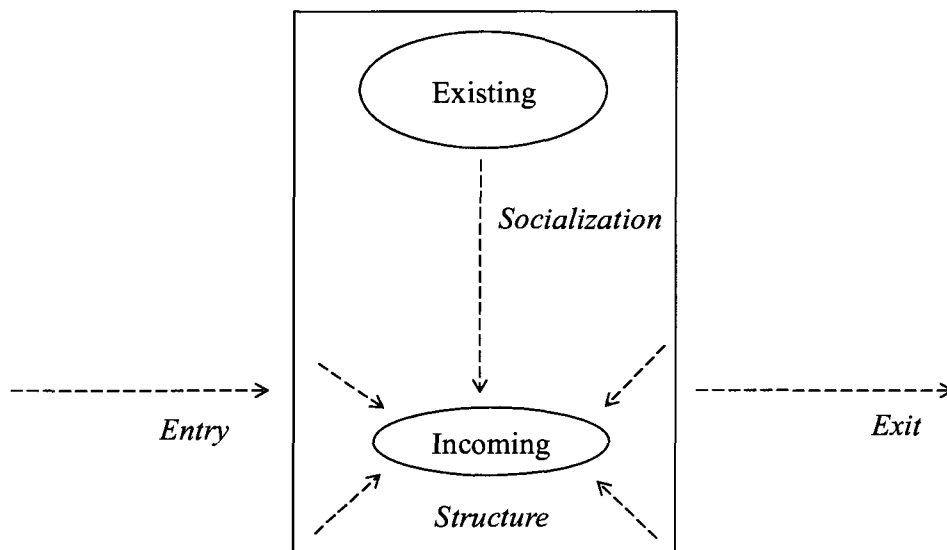 Existing
Socialization
Entry
Exit
Incoming
Structure